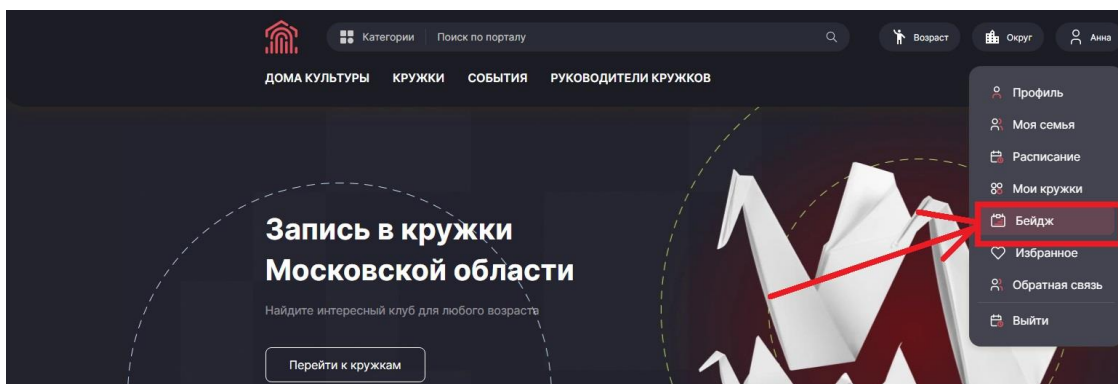 Категории Поиск по порталу Возраст Округ Анна
ДОМА КУЛЬТУРЫ КРУЖКИ СОБЫТИЯ РУКОВОДИТЕЛИ КРУЖКОВ
Профиль
Моя семья
Расписание
Мои кружки
Бейдж
Избранное
Обратная связь
Выйти
Запись в кружки
Московской области
Найдите интересный клуб для любого возраста
Перейти к кружкам